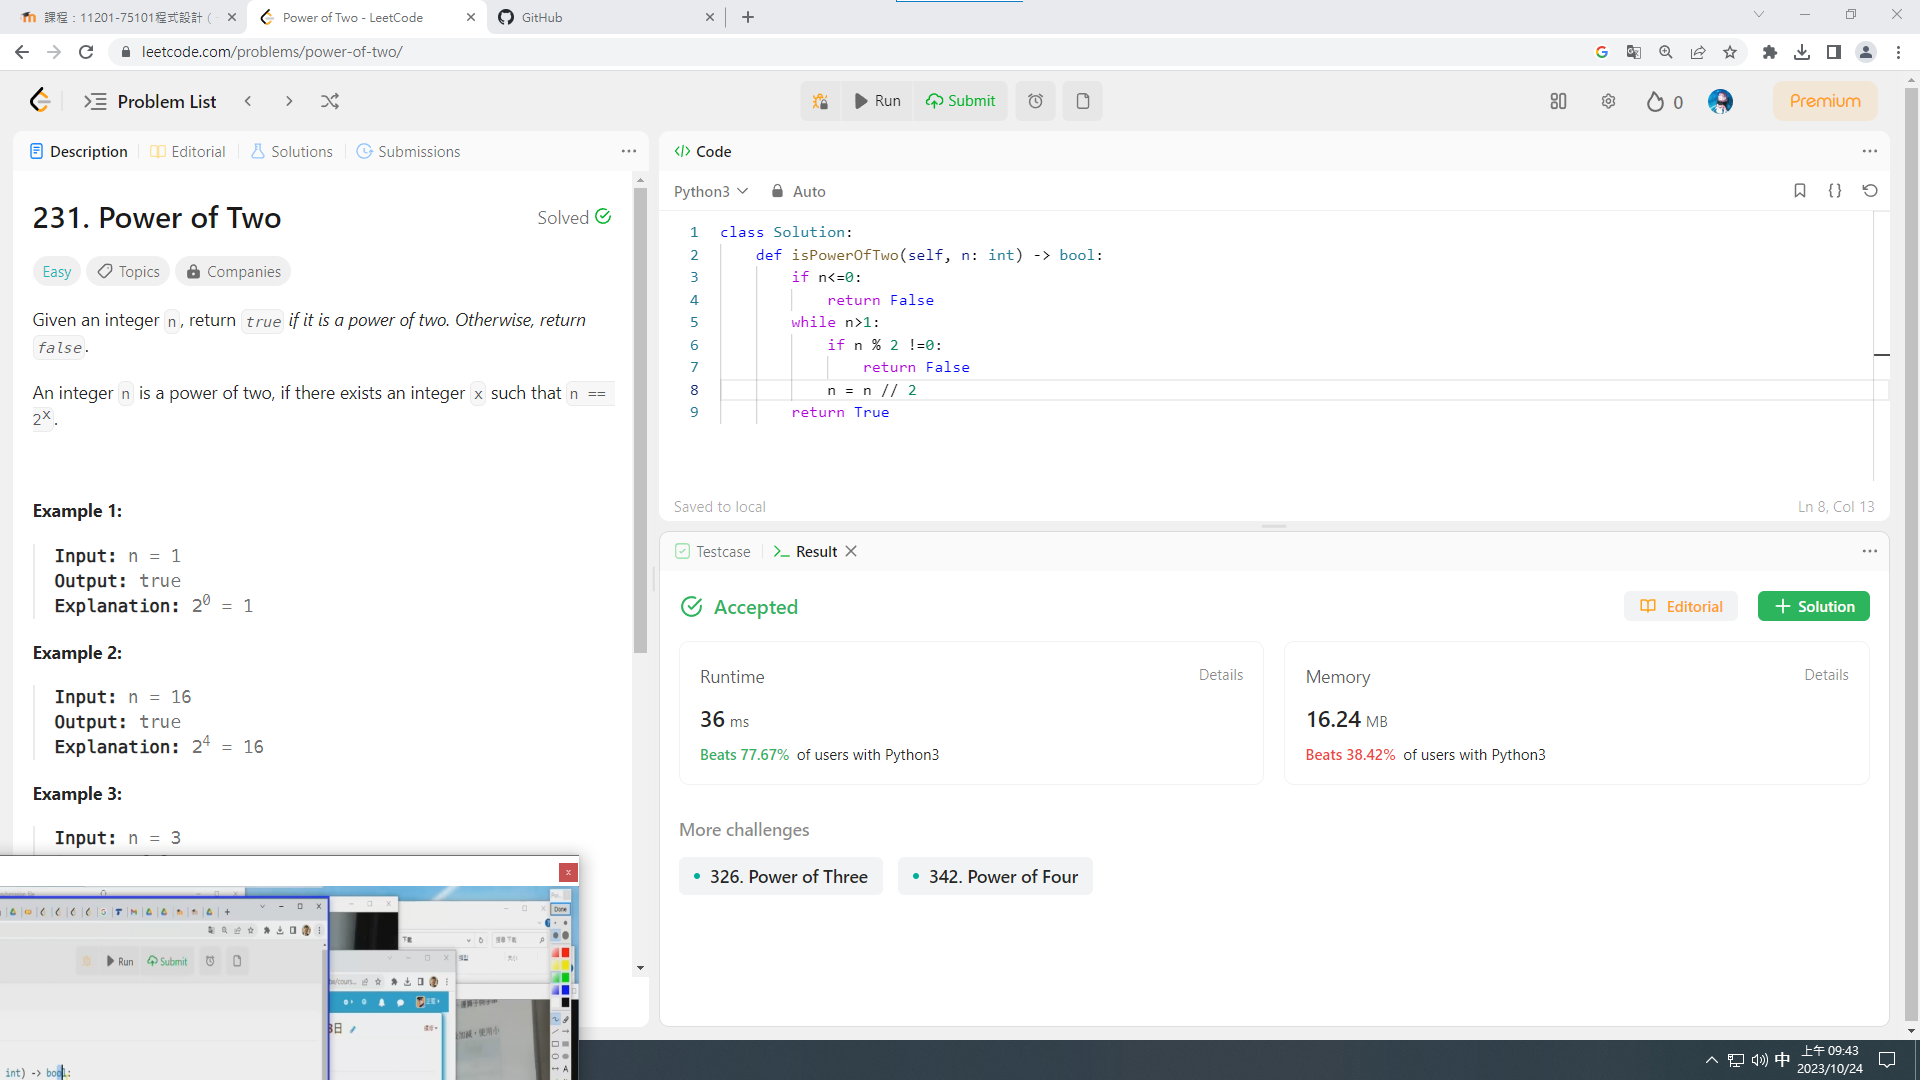 課程：11201-75101程式設計（
Power of Two - LeetCode
GitHub
leetcode.com/problems/power-of-two/
Problem List
Run
Submit
0
Premium
Description
Editorial
Solutions
Submissions
231. Power of Two
Solved
Easy
Topics
Companies
Given an integer n, return true if it is a power of two. Otherwise, return
false.
An integer n is a power of two, if there exists an integer x such that n ==
2^x.
Example 1:
Input: n = 1
Output: true
Explanation: 2^0 = 1
Example 2:
Input: n = 16
Output: true
Explanation: 2^4 = 16
Example 3:
Input: n = 3
Code
Python3
Auto
1 class Solution:
2     def isPowerOfTwo(self, n: int) -> bool:
3         if n<=0:
4             return False
5         while n>1:
6             if n % 2 !=0:
7                 return False
8             n = n // 2
9         return True
Saved to local
Ln 8, Col 13
Testcase
Result
Accepted
Editorial
Solution
Runtime
Details
36 ms
Beats 77.67% of users with Python3
Memory
Details
16.24 MB
Beats 38.42% of users with Python3
More challenges
326. Power of Three
342. Power of Four
Done
Run
Submit
int) -> bool:
中
上午 09:43
2023/10/24